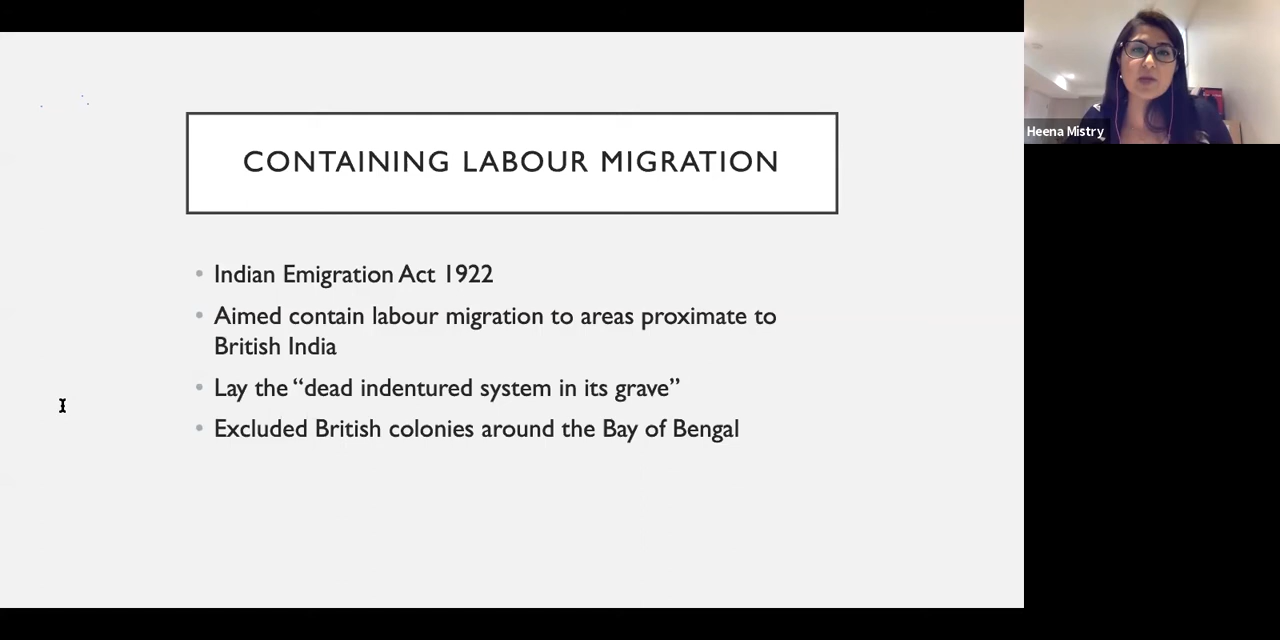 CONTAINING LABOUR MIGRATION
• Indian Emigration Act 1922
• Aimed contain labour migration to areas proximate to
British India
• Lay the “dead indentured system in its grave”
• Excluded British colonies around the Bay of Bengal
Heena Mistry